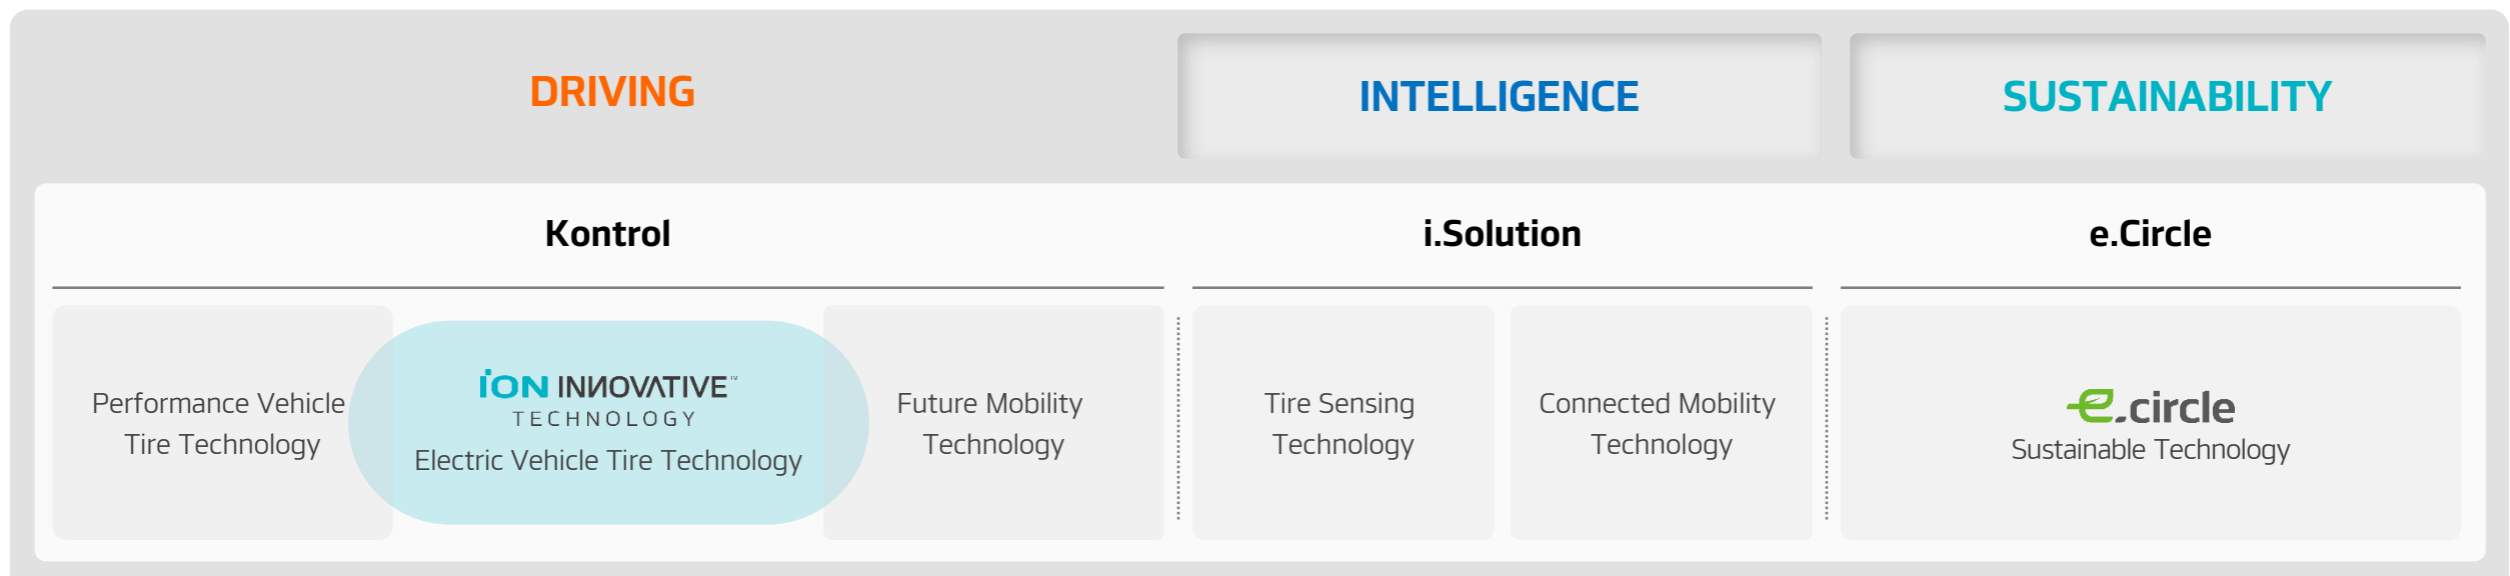 DRIVING
INTELLIGENCE
SUSTAINABILITY
Kontrol
i.Solution
e.Circle
Performance Vehicle
Tire Technology
iON INNOVATIVE™
TECHNOLOGY
Electric Vehicle Tire Technology
Future Mobility
Technology
Tire Sensing
Technology
Connected Mobility
Technology
e.circle
Sustainable Technology